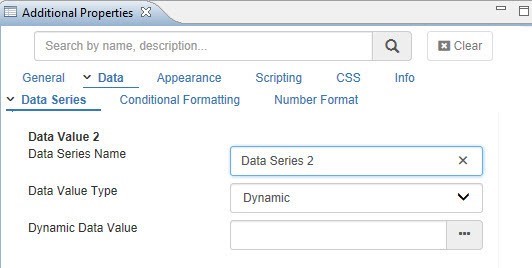 Additional Properties
Search by name, description...
Clear
General Data Appearance Scripting CSS Info
Data Series Conditional Formatting Number Format
Data Value 2
Data Series Name Data Series 2
Data Value Type Dynamic
Dynamic Data Value ...